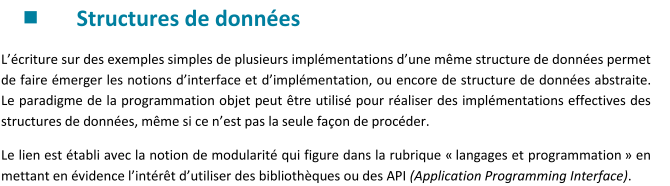 ■ Structures de données
L’écriture sur des exemples simples de plusieurs implémentations d’une même structure de données permet
de faire émerger les notions d’interface et d’implémentation, ou encore de structure de données abstraite.
Le paradigme de la programmation objet peut être utilisé pour réaliser des implémentations effectives des
structures de données, même si ce n’est pas la seule façon de procéder.
Le lien est établi avec la notion de modularité qui figure dans la rubrique « langages et programmation » en
mettant en évidence l’intérêt d’utiliser des bibliothèques ou des API (Application Programming Interface).